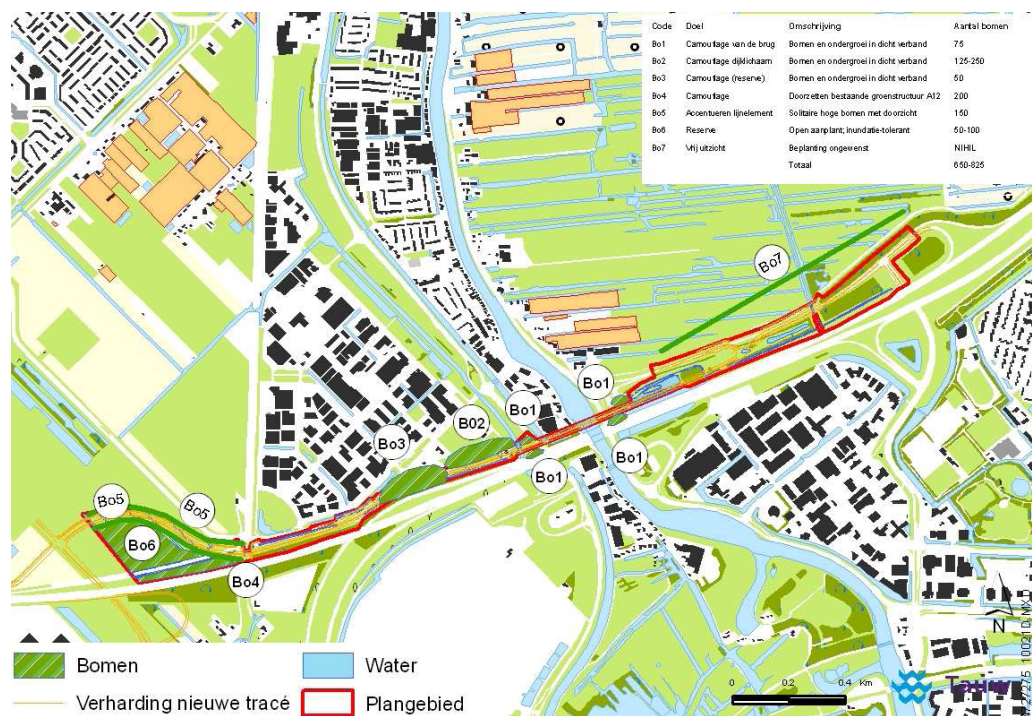 Code Doel Omschrijving Aantal bomen
Bo1 Camouflage van de brug Bomen en ondergroei in dicht verband 75
Bo2 Camouflage dijklichaam Bomen en ondergroei in dicht verband 125-250
Bo3 Camouflage (reserve) Bomen en ondergroei in dicht verband 50
Bo4 Camouflage Doorzetten bestaande groenstructuur A12 200
Bo5 Accentueren lijnelement Solitaire hoge bomen met doorzicht 150
Bo6 Reserve Open aanplant; inundatie-tolerant 50-100
Bo7 Vrij uitzicht Beplanting ongewenst NIHIL
Totaal 650-825
Bo7
Bo1
Bo1
B02
Bo3
Bo1
Bo1
Bo5
Bo5
Bo6
Bo4
N
Bomen
Water
Verharding nieuwe tracé
Plangebied
0 0.2 0.4 Km
Tauw